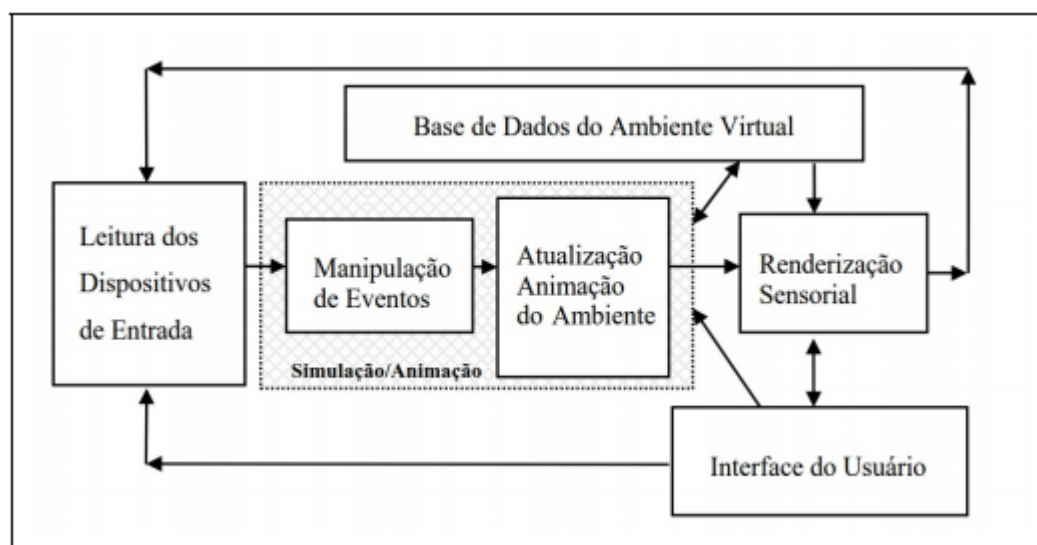 Base de Dados do Ambiente Virtual
Leitura dos
Dispositivos
de Entrada
Manipulação
de Eventos
Atualização
Animação
do Ambiente
Simulação/Animação
Renderização
Sensorial
Interface do Usuário